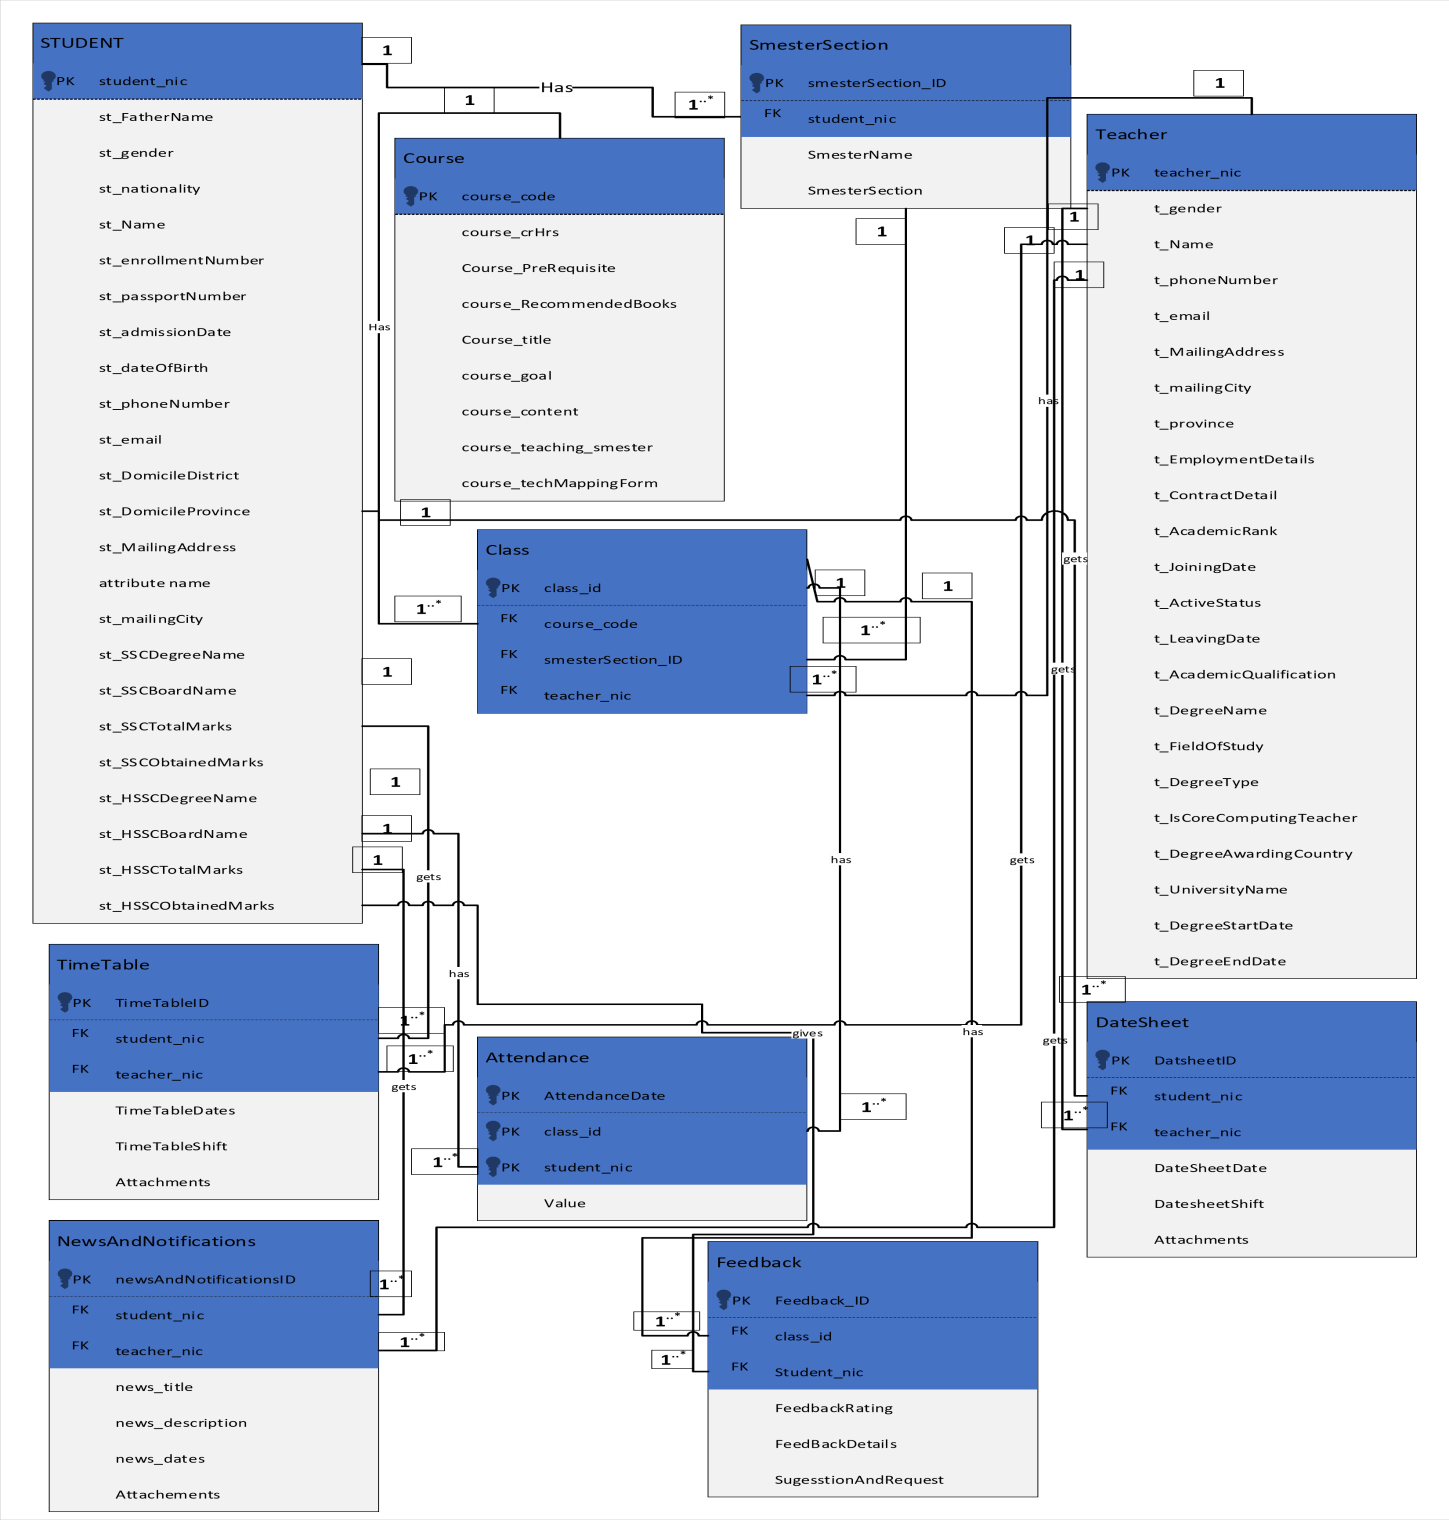 STUDENT
PK student_nic
st_FatherName
st_gender
st_nationality
st_Name
st_enrollmentNumber
st_passportNumber
st_admissionDate
st_dateOfBirth
st_phoneNumber
st_email
st_DomicileDistrict
st_DomicileProvince
st_MailingAddress
attribute name
st_mailingCity
st_SSCDegreeName
st_SSCBoardName
st_SSCTotalMarks
st_SSCObtainedMarks
st_HSSCDegreeName
st_HSSCBoardName
st_HSSCTotalMarks
st_HSSCObtainedMarks
1
Has
1..*
1
Has
1
1..*
1
1
1
1
gets
has
gets
Course
PK course_code
course_crHrs
Course_PreRequisite
course_RecommendedBooks
Course_title
course_goal
course_content
course_teaching_smester
course_techMappingForm
SmesterSection
PK smesterSection_ID
FK student_nic
SmesterName
SmesterSection
1
1
1
1
1
has
gets
gets
gets
gets
Teacher
PK teacher_nic
t_gender
t_Name
t_phoneNumber
t_email
t_MailingAddress
t_mailingCity
t_province
t_EmploymentDetails
t_ContractDetail
t_AcademicRank
t_JoiningDate
t_ActiveStatus
t_LeavingDate
t_AcademicQualification
t_DegreeName
t_FieldOfStudy
t_DegreeType
t_IsCoreComputingTeacher
t_DegreeAwardingCountry
t_UniversityName
t_DegreeStartDate
t_DegreeEndDate
Class
PK class_id
FK course_code
FK smesterSection_ID
FK teacher_nic
1
1
1..*
1..*
has
has
gives
TimeTable
PK TimeTableID
FK student_nic
FK teacher_nic
TimeTableDates
TimeTableShift
Attachments
1..*
1..*
Attendance
PK AttendanceDate
PK class_id
PK student_nic
Value
1..*
1..*
DateSheet
PK DatsheetID
FK student_nic
FK teacher_nic
DateSheetDate
DatesheetShift
Attachments
1..*
1..*
NewsAndNotifications
PK newsAndNotificationsID
FK student_nic
FK teacher_nic
news_title
news_description
news_dates
Attachements
1..*
1..*
Feedback
PK Feedback_ID
FK class_id
FK Student_nic
FeedbackRating
FeedBackDetails
SugesstionAndRequest
1..*
1..*